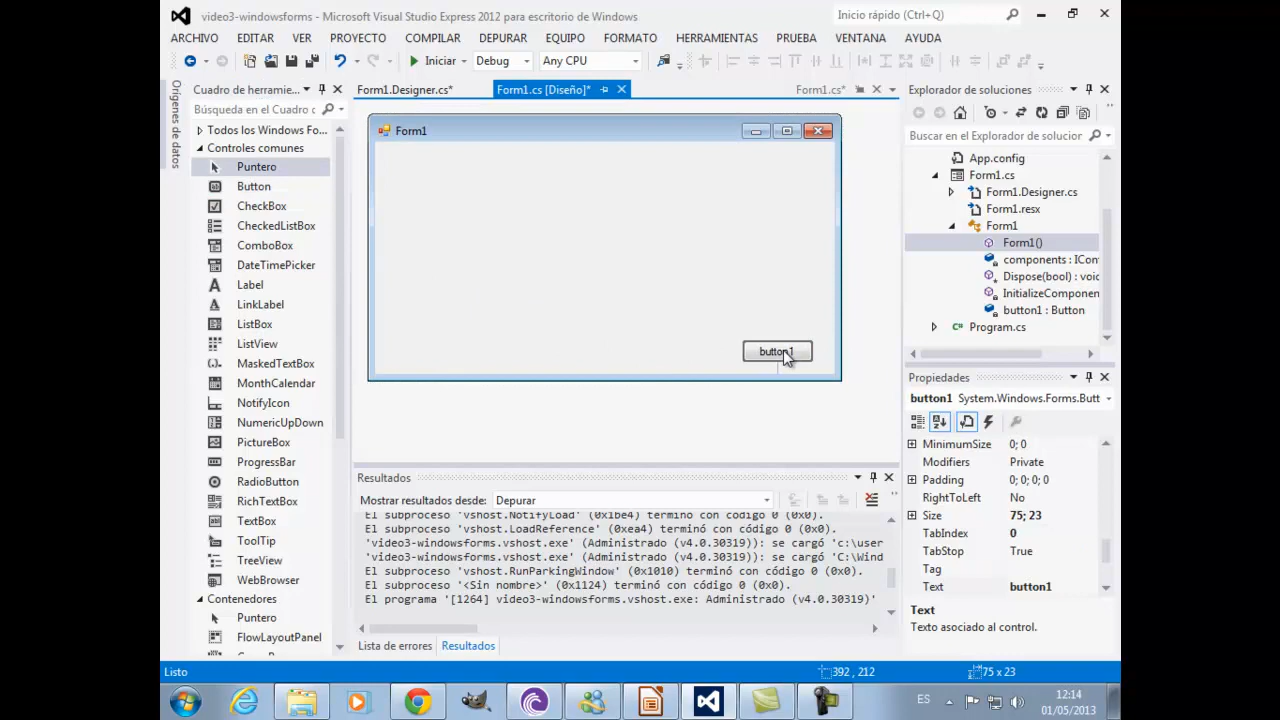 video3-windowsforms - Microsoft Visual Studio Express 2012 para escritorio de Windows
Inicio rápido (Ctrl+Q)
ARCHIVO EDITAR VER PROYECTO COMPILAR DEPURAR EQUIPO FORMATO HERRAMIENTAS PRUEBA VENTANA AYUDA
Iniciar Debug Any CPU
Orígenes de datos
Cuadro de herramie...
Búsqueda en el Cuadro c
Todos los Windows Fo...
Controles comunes
Puntero
Button
CheckBox
CheckedListBox
ComboBox
DateTimePicker
Label
LinkLabel
ListBox
ListView
MaskedTextBox
MonthCalendar
NotifyIcon
NumericUpDown
PictureBox
ProgressBar
RadioButton
RichTextBox
TextBox
ToolTip
TreeView
WebBrowser
Contenedores
Puntero
FlowLayoutPanel
Form1.Designer.cs* Form1.cs [Diseño]* Form1.cs*
Form1
button1
Resultados
Mostrar resultados desde: Depurar
El subproceso 'vshost.NotifyLoad' (0x1be4) terminó con código 0 (0x0).
El subproceso 'vshost.LoadReference' (0xea4) terminó con código 0 (0x0).
'video3-windowsforms.vshost.exe' (Administrado (v4.0.30319)): se cargó 'c:\user
'video3-windowsforms.vshost.exe' (Administrado (v4.0.30319)): se cargó 'C:\Wind
El subproceso 'vshost.RunParkingWindow' (0x1010) terminó con código 0 (0x0).
El subproceso '<Sin nombre>' (0x1124) terminó con código 0 (0x0).
El programa '[1264] video3-windowsforms.vshost.exe: Administrado (v4.0.30319)'
Lista de errores Resultados
Explorador de soluciones
Buscar en el Explorador de solucior
App.config
Form1.cs
Form1.Designer.cs
Form1.resx
Form1
Form1()
components : ICon
Dispose(bool) : voic
InitializeComponen
button1 : Button
Program.cs
Propiedades
button1 System.Windows.Forms.Butt
MinimumSize 0; 0
Modifiers Private
Padding 0; 0; 0; 0
RightToLeft No
Size 75; 23
TabIndex 0
TabStop True
Tag
Text button1
Text
Texto asociado al control.
Listo 392 , 212 75 x 23
ES
12:14
01/05/2013